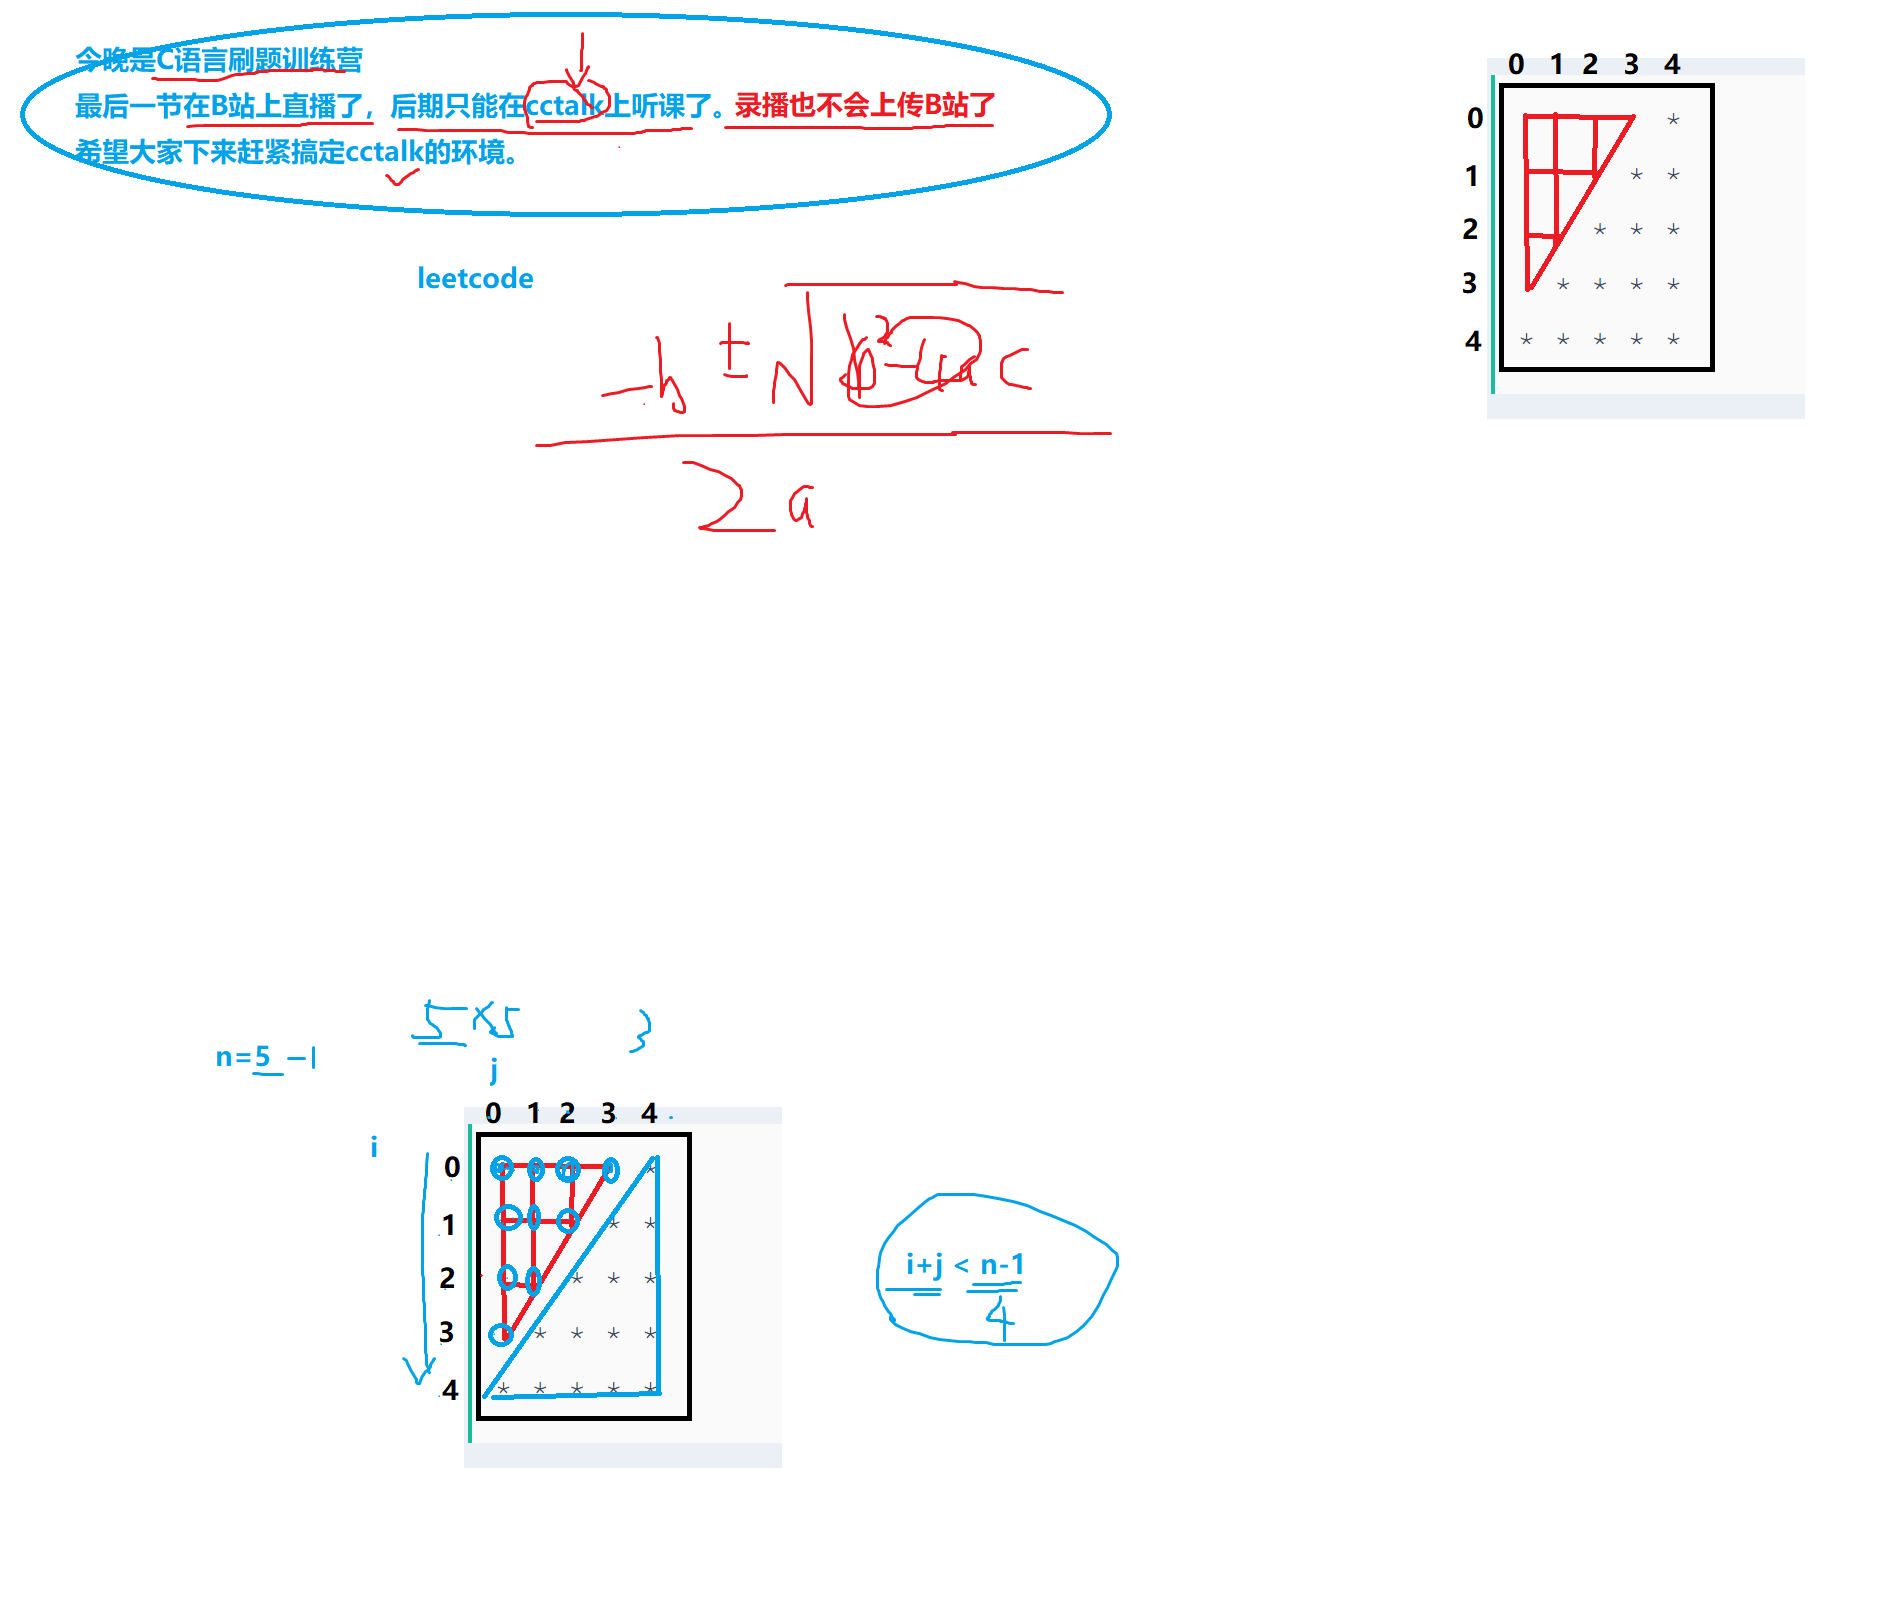 今晚是C语言刷题训练营
最后一节在B站上直播了，后期只能在cctalk上听课了。录播也不会上传B站了
希望大家下来赶紧搞定cctalk的环境。
leetcode
-b ± √b²-4ac
2a
0 1 2 3 4
0 *
1 * *
2 * * *
3 * * * *
4 * * * * *
5×5 3
n=5 -1
j
0 1 2 3 4
i
0 *
1 * *
2 * * *
3 * * * *
4 * * * * *
i+j < n-1
4